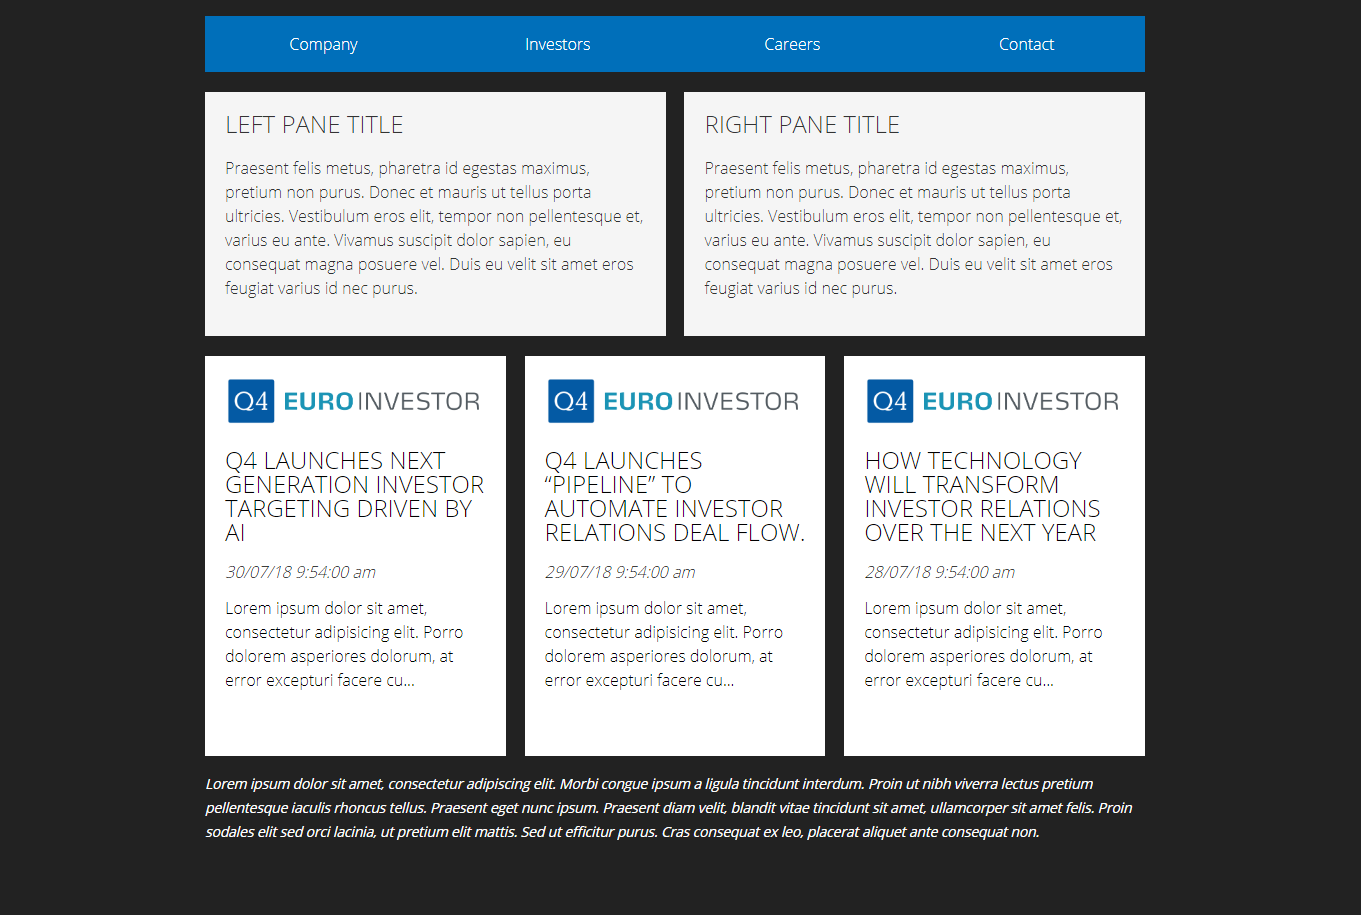 Company Investors Careers Contact
LEFT PANE TITLE
Praesent felis metus, pharetra id egestas maximus,
pretium non purus. Donec et mauris ut tellus porta
ultricies. Vestibulum eros elit, tempor non pellentesque et,
varius eu ante. Vivamus suscipit dolor sapien, eu
consequat magna posuere vel. Duis eu velit sit amet eros
feugiat varius id nec purus.
RIGHT PANE TITLE
Praesent felis metus, pharetra id egestas maximus,
pretium non purus. Donec et mauris ut tellus porta
ultricies. Vestibulum eros elit, tempor non pellentesque et,
varius eu ante. Vivamus suscipit dolor sapien, eu
consequat magna posuere vel. Duis eu velit sit amet eros
feugiat varius id nec purus.
Q4 EUROINVESTOR
Q4 LAUNCHES NEXT
GENERATION INVESTOR
TARGETING DRIVEN BY
AI
30/07/18 9:54:00 am
Lorem ipsum dolor sit amet,
consectetur adipisicing elit. Porro
dolorem asperiores dolorum, at
error excepturi facere cu...
Q4 EUROINVESTOR
Q4 LAUNCHES
“PIPELINE” TO
AUTOMATE INVESTOR
RELATIONS DEAL FLOW.
29/07/18 9:54:00 am
Lorem ipsum dolor sit amet,
consectetur adipisicing elit. Porro
dolorem asperiores dolorum, at
error excepturi facere cu...
Q4 EUROINVESTOR
HOW TECHNOLOGY
WILL TRANSFORM
INVESTOR RELATIONS
OVER THE NEXT YEAR
28/07/18 9:54:00 am
Lorem ipsum dolor sit amet,
consectetur adipisicing elit. Porro
dolorem asperiores dolorum, at
error excepturi facere cu...
Lorem ipsum dolor sit amet, consectetur adipiscing elit. Morbi congue ipsum a ligula tincidunt interdum. Proin ut nibh viverra lectus pretium
pellentesque iaculis rhoncus tellus. Praesent eget nunc ipsum. Praesent diam velit, blandit vitae tincidunt sit amet, ullamcorper sit amet felis. Proin
sodales elit sed orci lacinia, ut pretium elit mattis. Sed ut efficitur purus. Cras consequat ex leo, placerat aliquet ante consequat non.